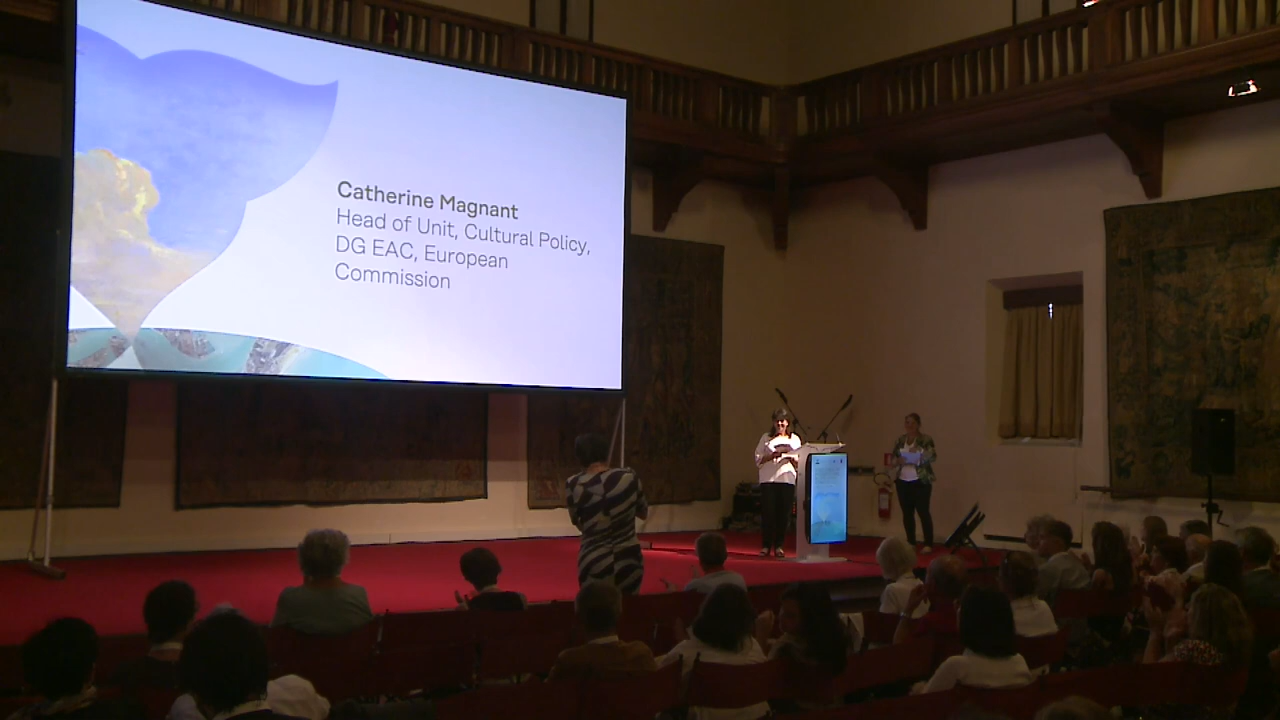 Catherine Magnant
Head of Unit, Cultural Policy,
DG EAC, European
Commission